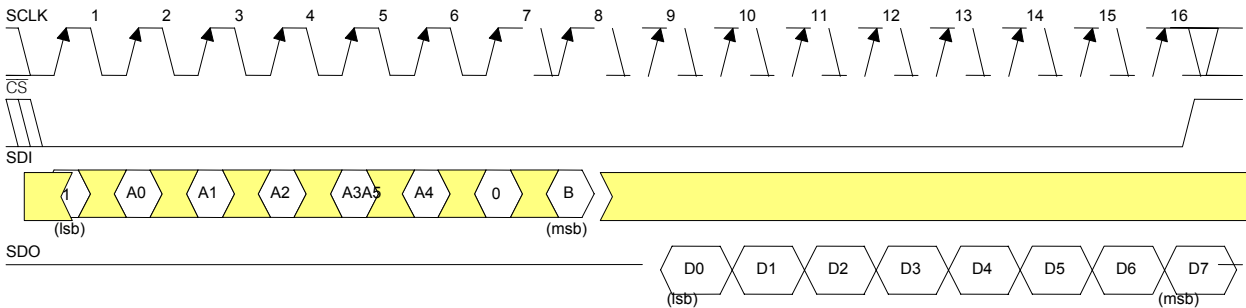 SCLK 1 2 3 4 5 6 7 8 9 10 11 12 13 14 15 16
CS
SDI
1 A0 A1 A2 A3A5 A4 0 B
(lsb) (msb)
SDO
D0 D1 D2 D3 D4 D5 D6 D7
(lsb) (msb)